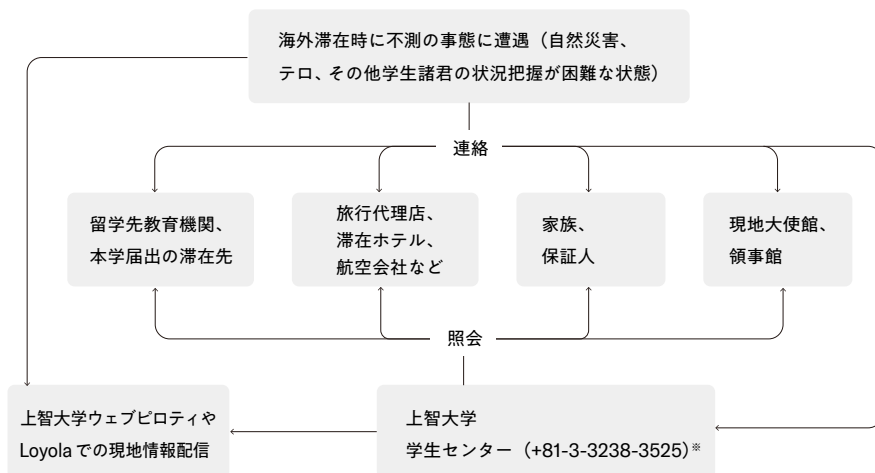 海外滞在時に不測の事態に遭遇（自然災害、
テロ、その他学生諸君の状況把握が困難な状態）
連絡
留学先教育機関、
本学届出の滞在先
旅行代理店、
滞在ホテル、
航空会社など
家族、
保証人
現地大使館、
領事館
照会
上智大学ウェブピロティや
Loyolaでの現地情報配信
上智大学
学生センター（+81-3-3238-3525）※